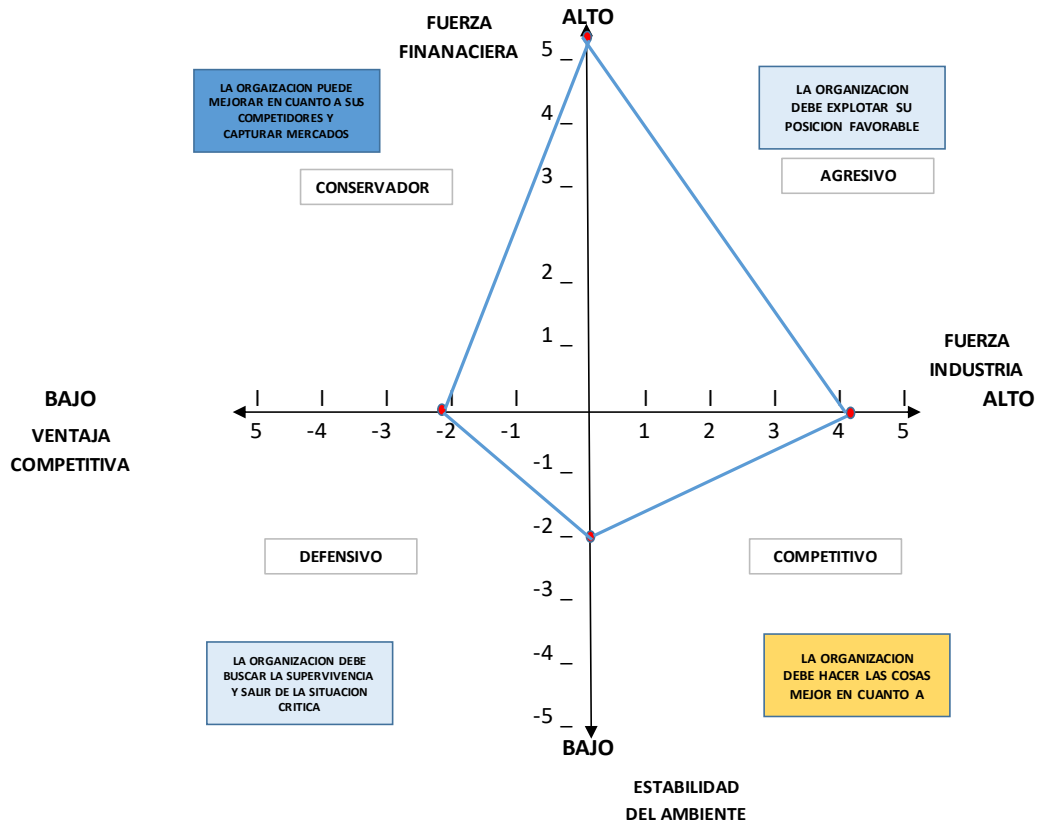 ALTO
FUERZA
FINANACIERA
5
4
3
2
1
LA ORGAIZACION PUEDE
MEJORAR EN CUANTO A SUS
COMPETIDORES Y
CAPTURAR MERCADOS
CONSERVADOR
LA ORGANIZACION
DEBE EXPLOTAR SU
POSICION FAVORABLE
AGRESIVO
FUERZA
INDUSTRIA
ALTO
BAJO
VENTAJA
COMPETITIVA
5 -4 -3 -2 -1 1 2 3 4 5
-1
-2
-3
-4
-5
DEFENSIVO
COMPETITIVO
LA ORGANIZACION DEBE
BUSCAR LA SUPERVIVENCIA
Y SALIR DE LA SITUACION
CRITICA
LA ORGANIZACION
DEBE HACER LAS COSAS
MEJOR EN CUANTO A
BAJO
ESTABILIDAD
DEL AMBIENTE